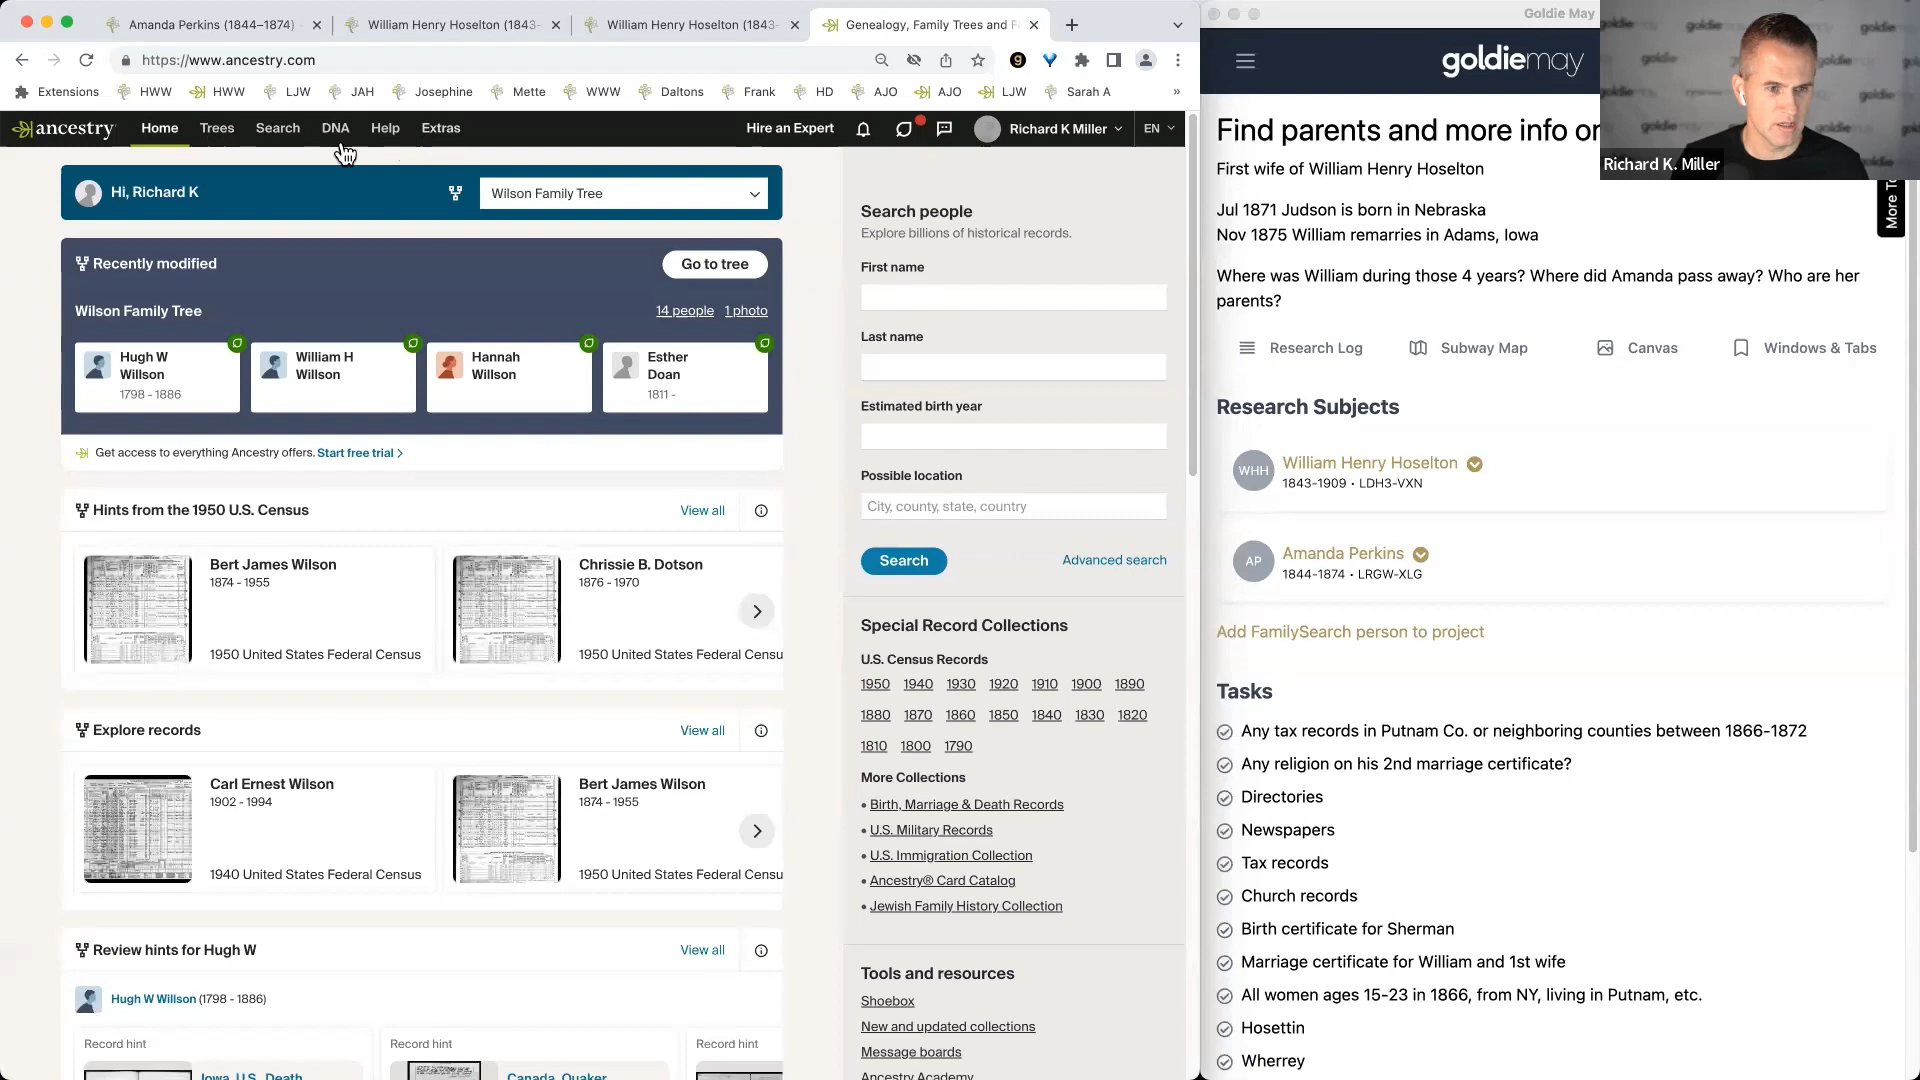 Amanda Perkins (1844–1874)
William Henry Hoselton (1843-
William Henry Hoselton (1843-
Genealogy, Family Trees and F
Goldie May
https://www.ancestry.com
Extensions
HWW
HWW
LJW
JAH
Josephine
Mette
WWW
Daltons
Frank
HD
AJO
AJO
LJW
Sarah A
»
ancestry
Home
Trees
Search
DNA
Help
Extras
Hire an Expert
Richard K Miller
EN
Hi, Richard K
Wilson Family Tree
Recently modified
Go to tree
Wilson Family Tree
14 people
1 photo
Hugh W
Willson
1798 - 1886
William H
Willson
Hannah
Willson
Esther
Doan
1811 -
Get access to everything Ancestry offers. Start free trial >
Hints from the 1950 U.S. Census
View all
Bert James Wilson
1874 - 1955
1950 United States Federal Census
Chrissie B. Dotson
1876 - 1970
1950 United States Federal Censu
Explore records
View all
Carl Ernest Wilson
1902 - 1994
1940 United States Federal Census
Bert James Wilson
1874 - 1955
1950 United States Federal Censu
Review hints for Hugh W
View all
Hugh W Willson (1798 - 1886)
Record hint
Record hint
Record hint
Iowa, U.S., Death
Canada, Quaker
Search people
Explore billions of historical records.
First name
Last name
Estimated birth year
Possible location
City, county, state, country
Search
Advanced search
Special Record Collections
U.S. Census Records
1950 1940 1930 1920 1910 1900 1890
1880 1870 1860 1850 1840 1830 1820
1810 1800 1790
More Collections
• Birth, Marriage & Death Records
• U.S. Military Records
• U.S. Immigration Collection
• Ancestry® Card Catalog
• Jewish Family History Collection
Tools and resources
Shoebox
New and updated collections
Message boards
Ancestry Academy
goldiemay
Find parents and more info on
First wife of William Henry Hoselton
Jul 1871 Judson is born in Nebraska
Nov 1875 William remarries in Adams, Iowa
Where was William during those 4 years? Where did Amanda pass away? Who are her
parents?
Research Log
Subway Map
Canvas
Windows & Tabs
Research Subjects
WHH
William Henry Hoselton
1843-1909 • LDH3-VXN
AP
Amanda Perkins
1844-1874 • LRGW-XLG
Add FamilySearch person to project
Tasks
Any tax records in Putnam Co. or neighboring counties between 1866-1872
Any religion on his 2nd marriage certificate?
Directories
Newspapers
Tax records
Church records
Birth certificate for Sherman
Marriage certificate for William and 1st wife
All women ages 15-23 in 1866, from NY, living in Putnam, etc.
Hosettin
Wherrey
Richard K. Miller
More To